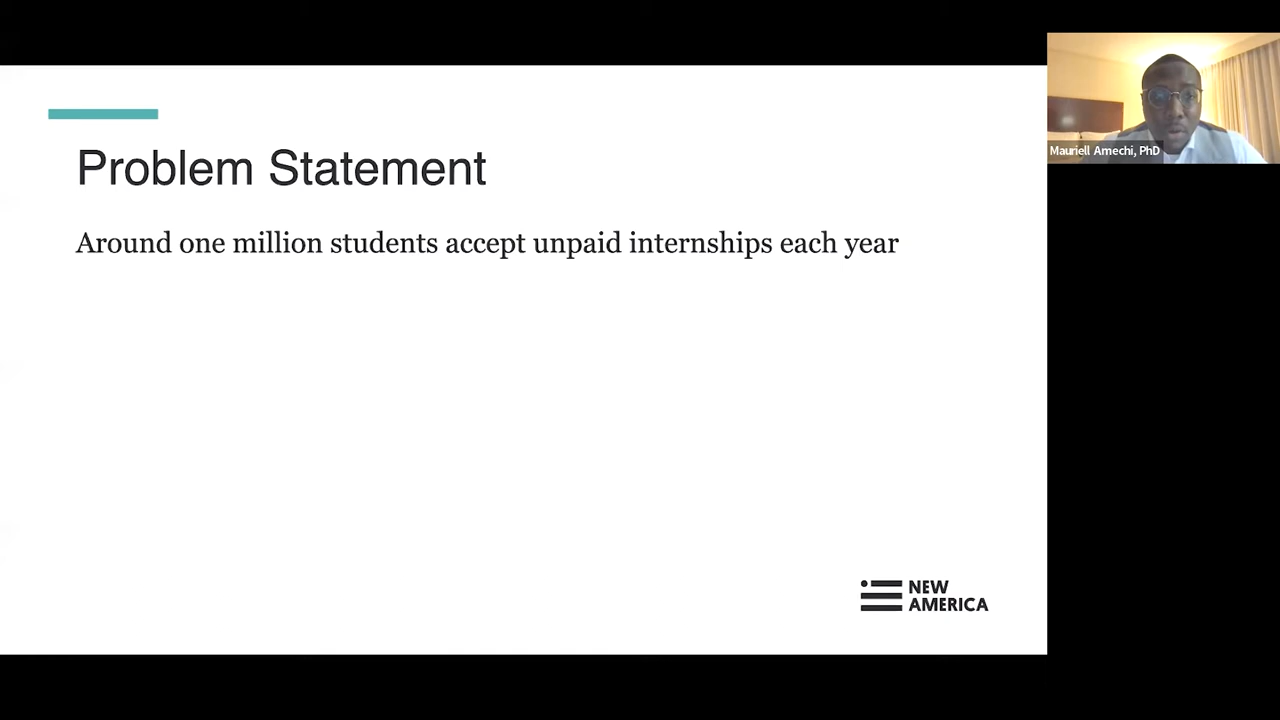 Problem Statement
Around one million students accept unpaid internships each year
Mauriell Amechi, PhD
NEW
AMERICA